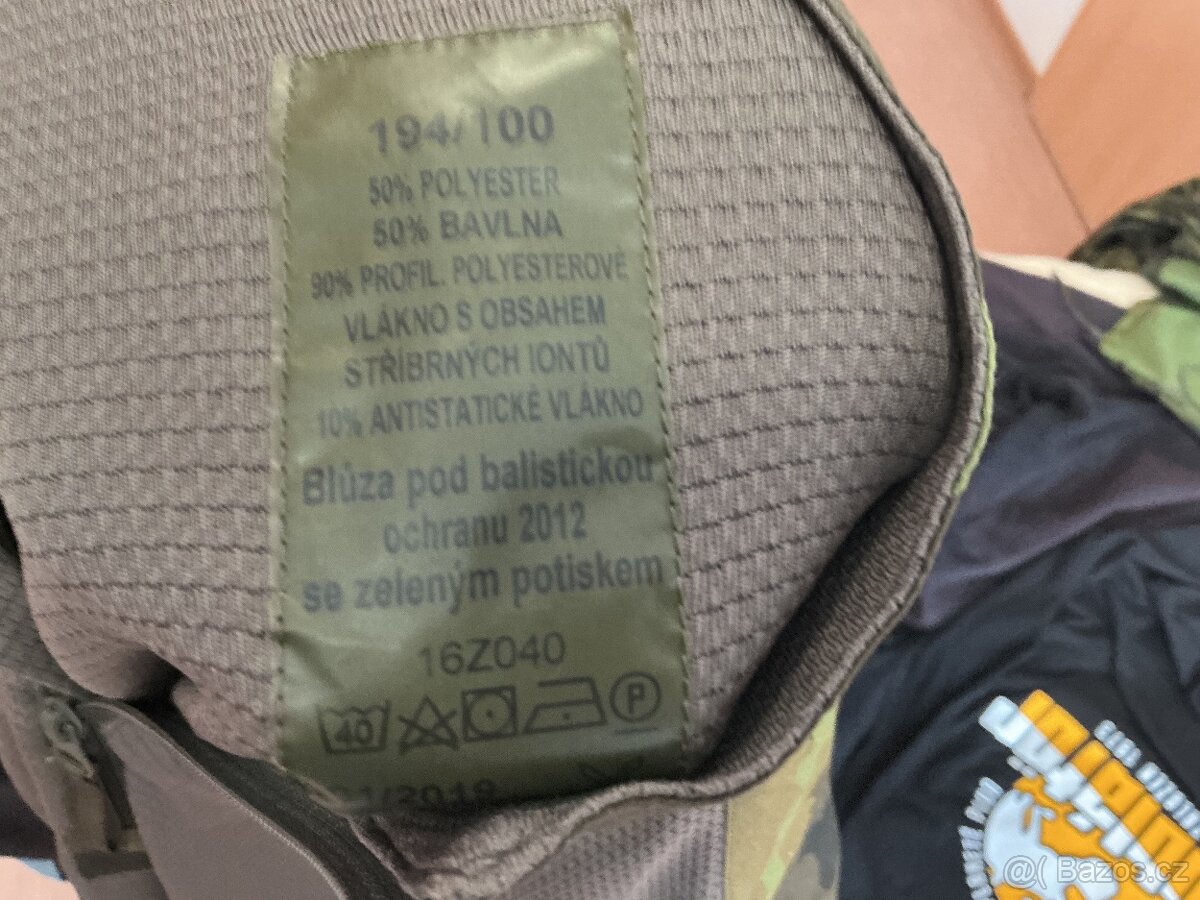 194/100
50% POLYESTER
50% BAVLNA
90% PROFIL. POLYESTEROVÉ
VLÁKNO S OBSAHEM
STŘÍBRNÝCH IONTŮ
10% ANTISTATICKÉ VLÁKNO
Blůza pod balistickou
ochranu 2012
se zeleným potiskem
16Z040
40
P
@( Bazos.cz